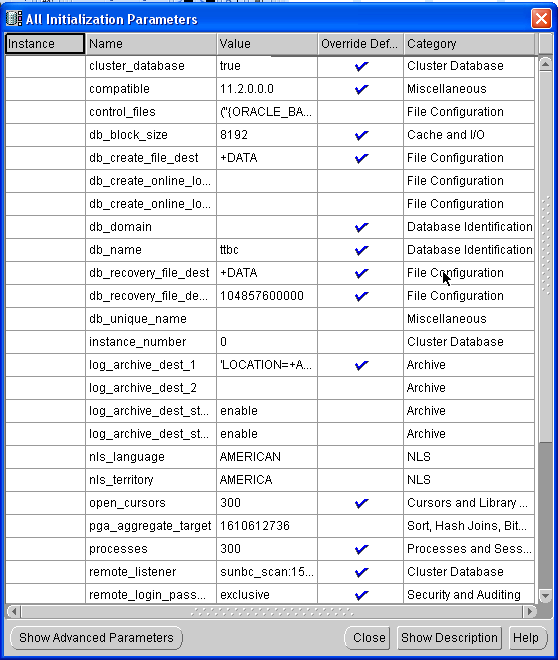 All Initialization Parameters
Instance Name Value Override Def... Category
cluster_database true Cluster Database
compatible 11.2.0.0.0 Miscellaneous
control_files ("{ORACLE_BA... File Configuration
db_block_size 8192 Cache and I/O
db_create_file_dest +DATA File Configuration
db_create_online_lo... File Configuration
db_create_online_lo... File Configuration
db_domain Database Identification
db_name ttbc Database Identification
db_recovery_file_dest +DATA File Configuration
db_recovery_file_de... 104857600000 File Configuration
db_unique_name Miscellaneous
instance_number 0 Cluster Database
log_archive_dest_1 'LOCATION=+A... Archive
log_archive_dest_2 Archive
log_archive_dest_st... enable Archive
log_archive_dest_st... enable Archive
nls_language AMERICAN NLS
nls_territory AMERICA NLS
open_cursors 300 Cursors and Library ...
pga_aggregate_target 1610612736 Sort, Hash Joins, Bit...
processes 300 Processes and Sess...
remote_listener sunbc_scan:15... Cluster Database
remote_login_pass... exclusive Security and Auditing
Show Advanced Parameters Close Show Description Help